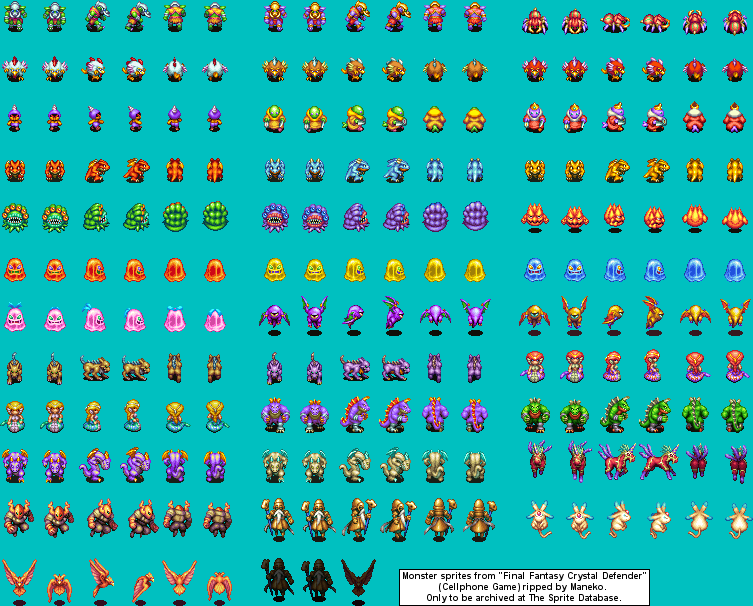 Monster sprites from "Final Fantasy Crystal Defender"
(Cellphone Game) ripped by Maneko.
Only to be archived at The Sprite Database.